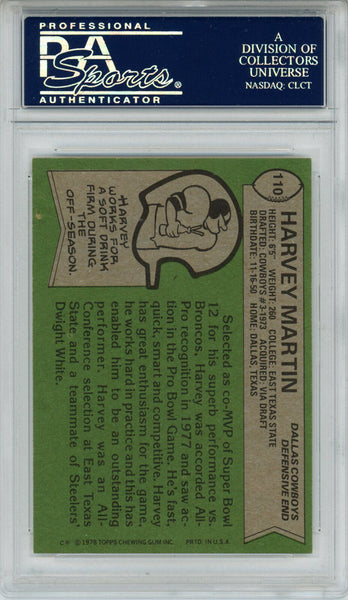 PROFESSIONAL
PSA
Sports
®
AUTHENTICATOR
A
DIVISION OF
COLLECTORS
UNIVERSE
NASDAQ: CLCT
110
HARVEY MARTIN
DALLAS COWBOYS
DEFENSIVE END
HEIGHT: 6'5" WEIGHT: 260 COLLEGE: EAST TEXAS STATE
DRAFTED: COWBOYS #3-1973 ACQUIRED: VIA DRAFT
BIRTHDATE: 11-16-50 HOME: DALLAS, TEXAS
HARVEY
WORKS FOR
A SOFT DRINK
FIRM DURING
THE
OFF-SEASON.
Selected as co-MVP of Super Bowl
12 for his superb performance vs.
Broncos. Harvey was accorded All-
Pro recognition in 1977 and saw ac-
tion in the Pro Bowl Game. He's fast,
quick, smart and competitive. Harvey
has great enthusiasm for the game,
he works hard in practice and this has
enabled him to be an outstanding
performer. Harvey was an All-
Conference selection at East Texas
State and a teammate of Steelers'
Dwight White.
© 1978 TOPPS CHEWING GUM INC. PRTD. IN U.S.A.